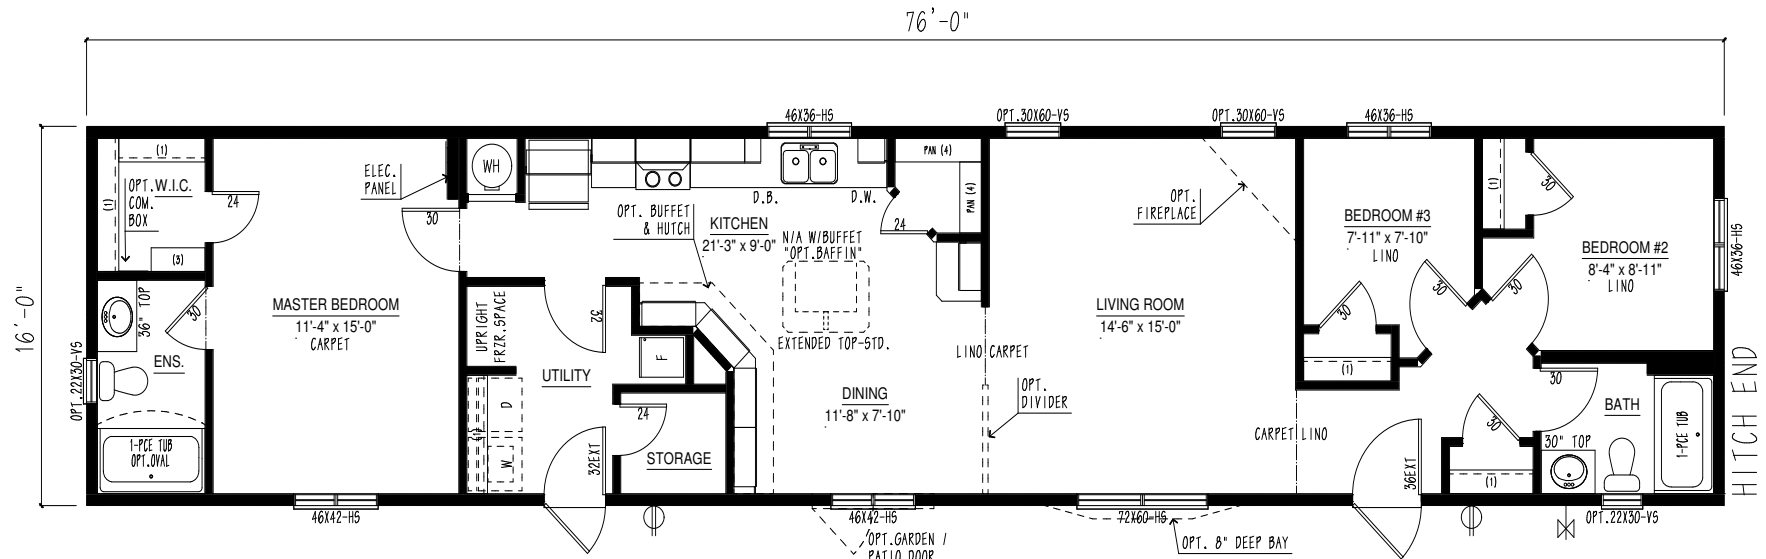 76'-0"
16'-0"
46X36-HS
OPT.30X60-VS
OPT.30X60-VS
46X36-HS
(1)
OPT.W.I.C.
COM.
BOX
(1)
24
(3)
ELEC.
PANEL
30
WH
D.B.
D.W.
PAN (4)
PAN (4)
24
OPT. BUFFET
& HUTCH
KITCHEN
21'-3" x 9'-0"
N/A W/BUFFET
"OPT.BAFFIN"
EXTENDED TOP-STD.
OPT.
FIREPLACE
BEDROOM #3
7'-11" x 7'-10"
LINO
(1)
30
BEDROOM #2
8'-4" x 8'-11"
LINO
46X36-HS
30
30
30
(1)
36" TOP
30
ENS.
OPT.22X30-VS
1-PCE TUB
OPT.OVAL
MASTER BEDROOM
11'-4" x 15'-0"
CARPET
UPRIGHT
FRZR.SPACE
32
F
UTILITY
D
W
(1)
24
32EXT
STORAGE
DINING
11'-8" x 7'-10"
LINO CARPET
OPT.
DIVIDER
LIVING ROOM
14'-6" x 15'-0"
CARPET LINO
36EXT
30
(1)
30
BATH
30" TOP
1-PCE TUB
HITCH END
46X42-HS
46X42-HS
OPT.GARDEN /
PATIO DOOR
72X60-HS
OPT. 8" DEEP BAY
OPT.22X30-VS